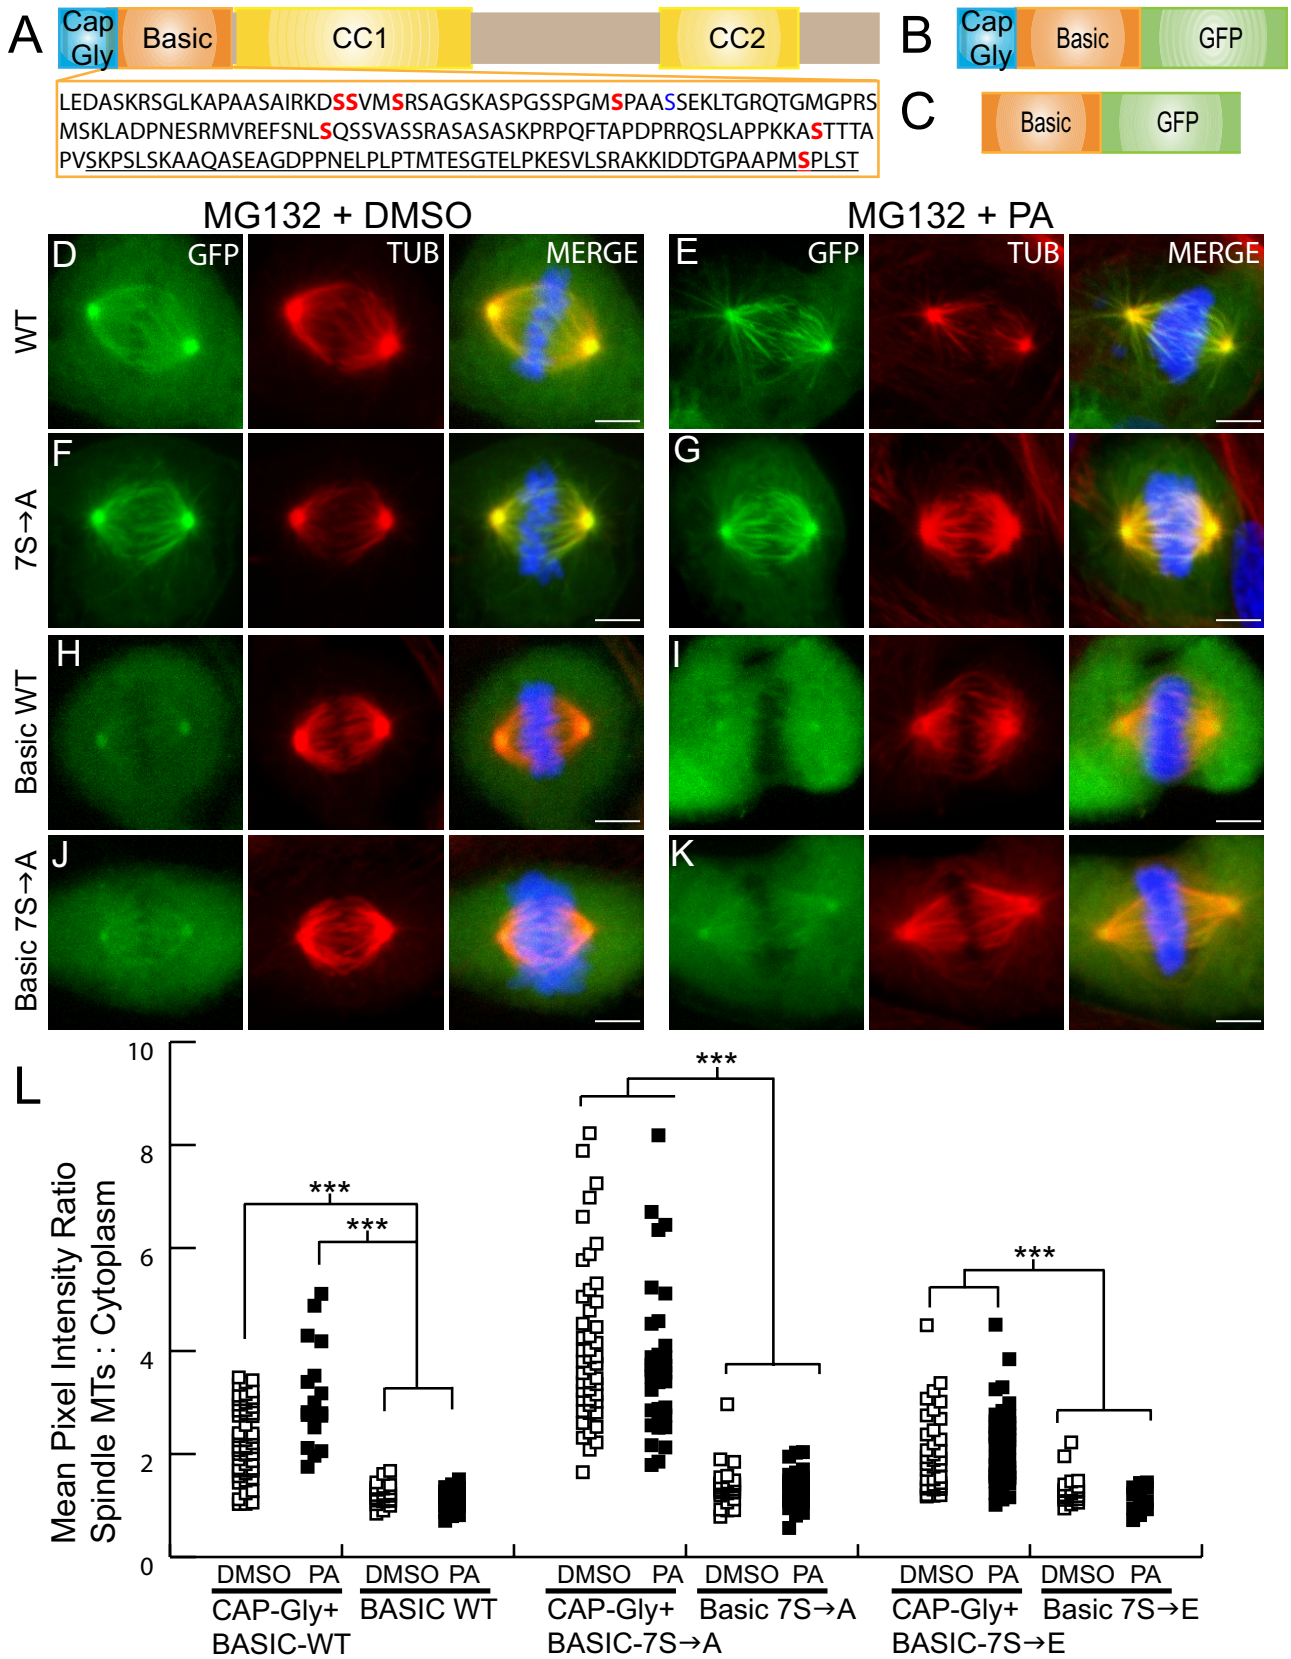 A
Cap Gly
Basic
CC1
CC2
LEDASKRSGLKAPAASAIRKDSSVMSRSAGSKASPGSSPGMSPAASSEKLTGRQTGMGPRS
MSKLADPNESRMVREFSNLSQSSVASSRASASASKPRPQFTAPDPRRQSLAPPKKASTTTA
PVSKPSLSKAAQASEAGDPPNELPLPTMTESGTELPKESVLSRAKKIDDTGPAAPMSPLST
B
Cap Gly
Basic
GFP
C
Basic
GFP
MG132 + DMSO
MG132 + PA
WT
D
GFP
TUB
MERGE
E
GFP
TUB
MERGE
7S→A
F
G
Basic WT
H
I
Basic 7S→A
J
K
L
Mean Pixel Intensity Ratio
Spindle MTs : Cytoplasm
10
8
6
4
2
0
***
***
***
***
DMSO PA
DMSO PA
DMSO PA
DMSO PA
DMSO PA
DMSO PA
CAP-Gly+
BASIC-WT
BASIC WT
CAP-Gly+
BASIC-7S→A
Basic 7S→A
CAP-Gly+
BASIC-7S→E
Basic 7S→E